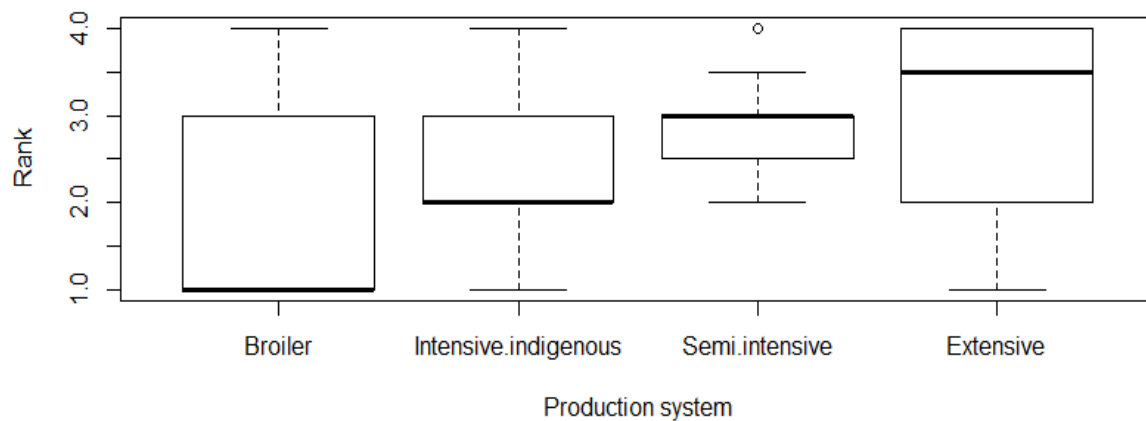 Rank
4.0
3.0
2.0
1.0
Broiler Intensive.indigenous Semi.intensive Extensive
Production system